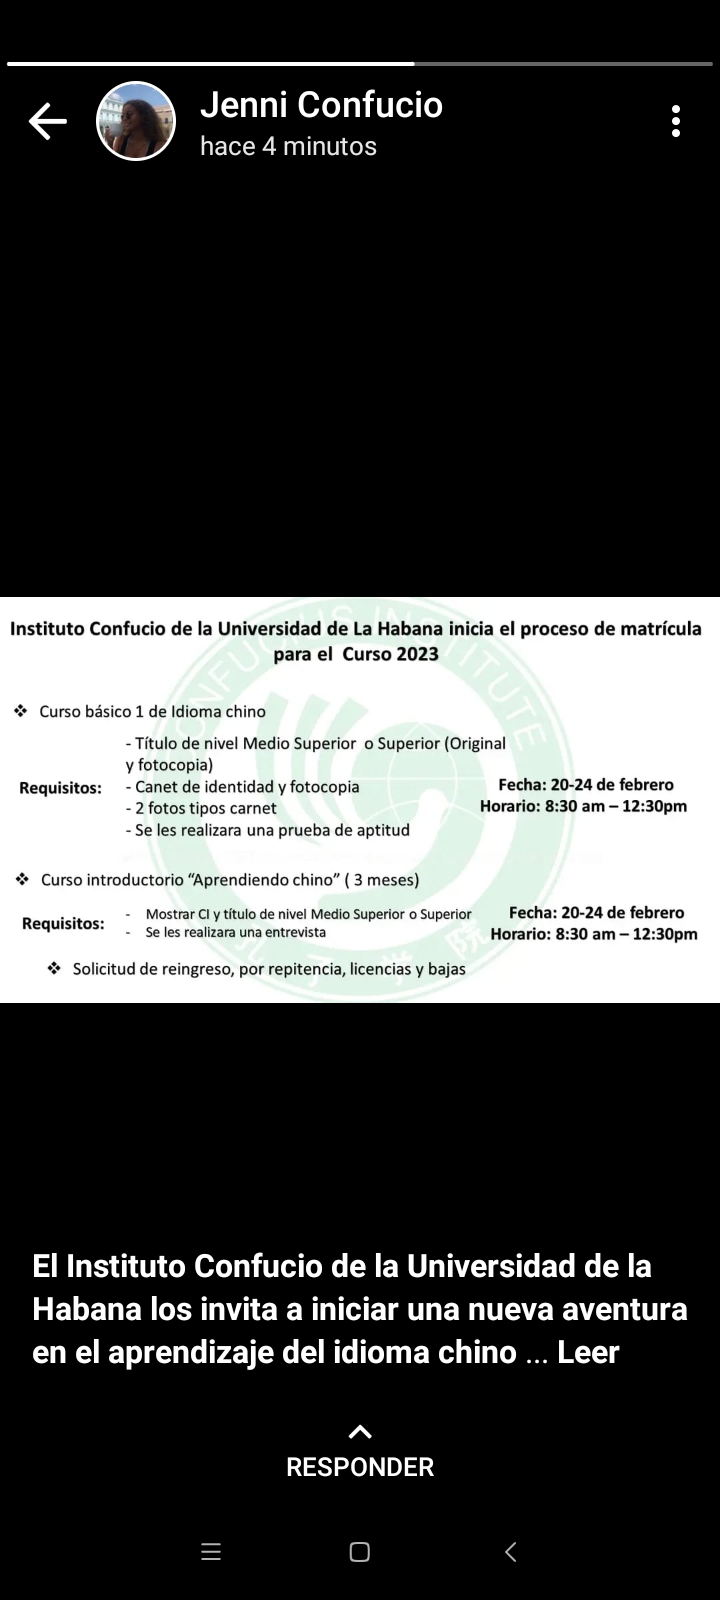 Jenni Confucio
hace 4 minutos
CONFUCIUS INSTITUTE
Instituto Confucio de la Universidad de La Habana inicia el proceso de matrícula
para el Curso 2023
❖ Curso básico 1 de Idioma chino
Requisitos:
- Título de nivel Medio Superior o Superior (Original
y fotocopia)
- Canet de identidad y fotocopia
- 2 fotos tipos carnet
- Se les realizara una prueba de aptitud
Fecha: 20-24 de febrero
Horario: 8:30 am – 12:30pm
❖ Curso introductorio “Aprendiendo chino” ( 3 meses)
Requisitos:
- Mostrar CI y título de nivel Medio Superior o Superior
- Se les realizara una entrevista
Fecha: 20-24 de febrero
Horario: 8:30 am – 12:30pm
❖ Solicitud de reingreso, por repitencia, licencias y bajas
El Instituto Confucio de la Universidad de la
Habana los invita a iniciar una nueva aventura
en el aprendizaje del idioma chino ... Leer
RESPONDER